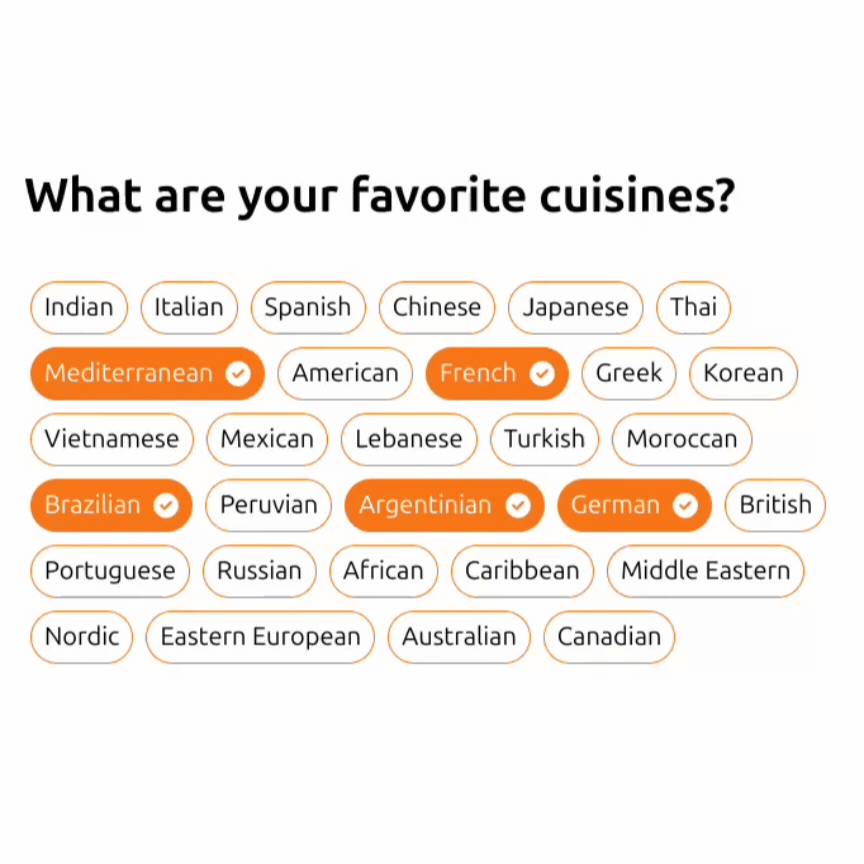 What are your favorite cuisines?
Indian Italian Spanish Chinese Japanese Thai
Mediterranean American French Greek Korean
Vietnamese Mexican Lebanese Turkish Moroccan
Brazilian Peruvian Argentinian German British
Portuguese Russian African Caribbean Middle Eastern
Nordic Eastern European Australian Canadian